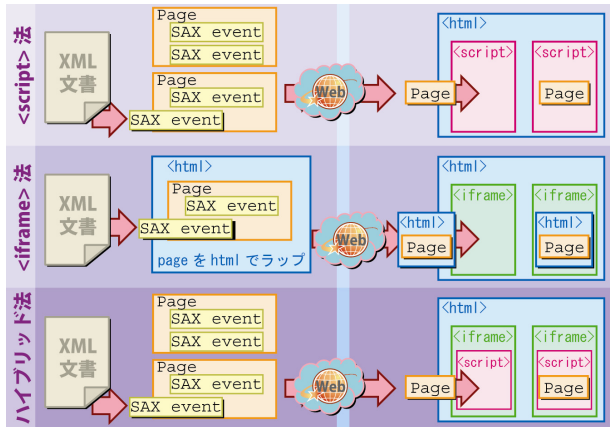 <script>法
XML
文書
Page
SAX event
SAX event
Page
SAX event
SAX event
Web
Page
<html>
<script>
<script>
Page
<iframe>法
XML
文書
<html>
Page
SAX event
SAX event
pageをhtmlでラップ
Web
<html>
Page
<html>
<iframe>
<iframe>
<html>
Page
ハイブリッド法
XML
文書
Page
SAX event
SAX event
Page
SAX event
SAX event
Web
Page
<html>
<iframe>
<iframe>
<script>
<script>
Page